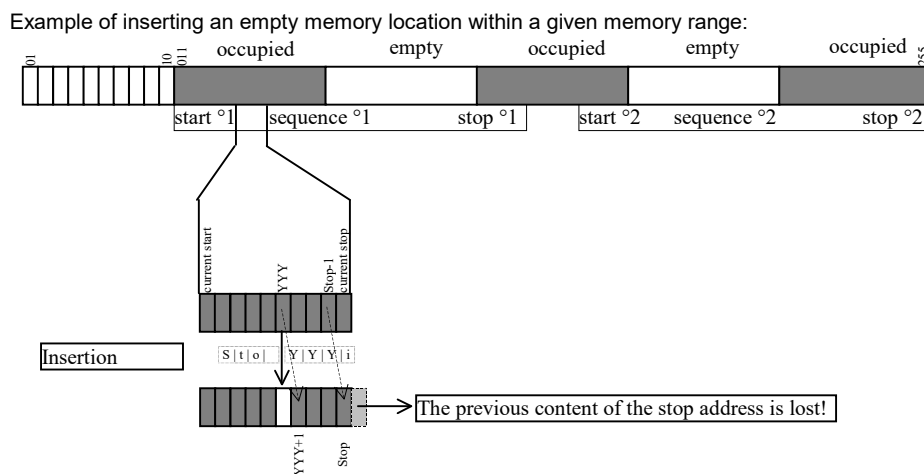 Example of inserting an empty memory location within a given memory range:
occupied empty occupied empty occupied
01 10 011 255
start °1 sequence °1 stop °1 start °2 sequence °2 stop °2
current start YYY Stop-1 current stop
Insertion S|t|o| Y|Y|Y|i
The previous content of the stop address is lost!
YYY+1 Stop